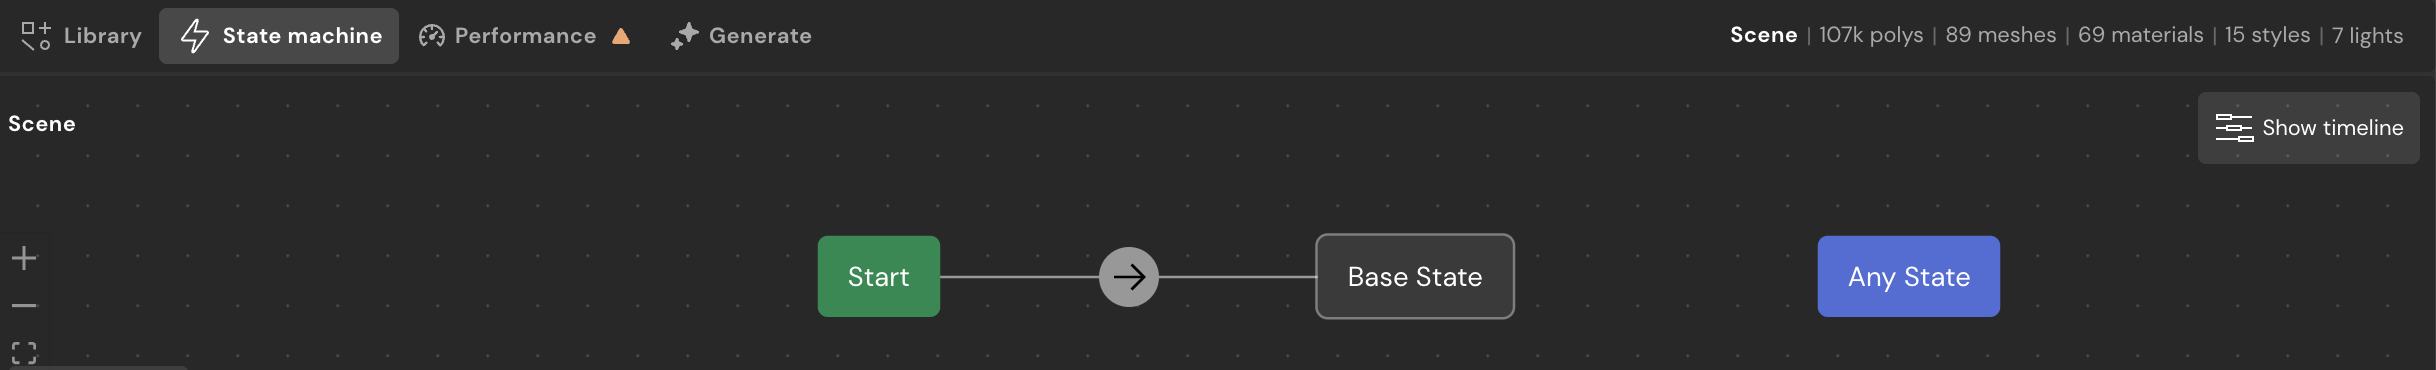 Library State machine Performance Generate Scene | 107k polys | 89 meshes | 69 materials | 15 styles | 7 lights
Scene
Show timeline
Start Base State Any State